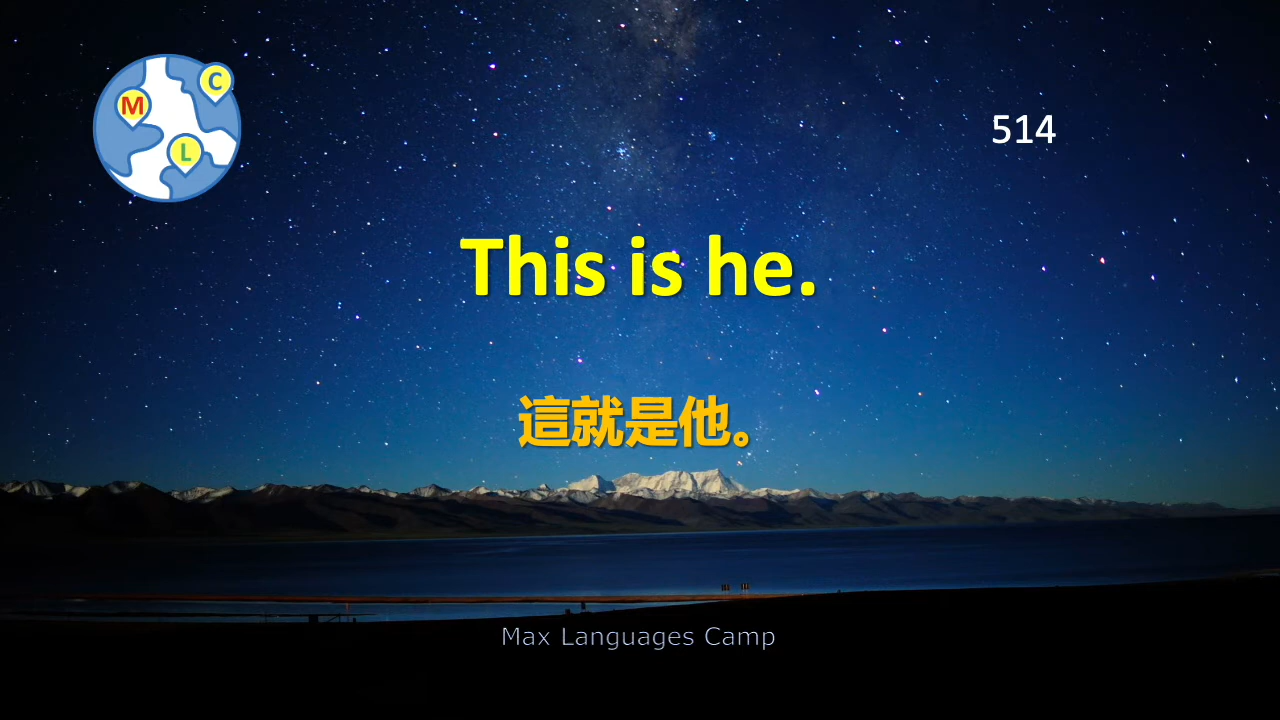 M
C
L
514
This is he.
這就是他。
Max Languages Camp